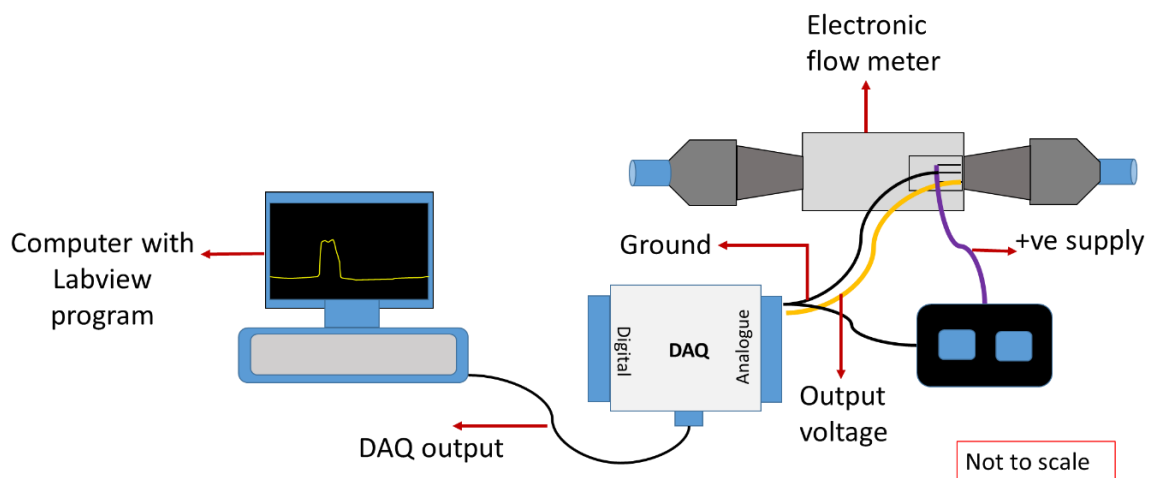 Electronic
flow meter
Computer with
Labview
program
Ground
+ve supply
Digital
DAQ
Analogue
Output
voltage
DAQ output
Not to scale